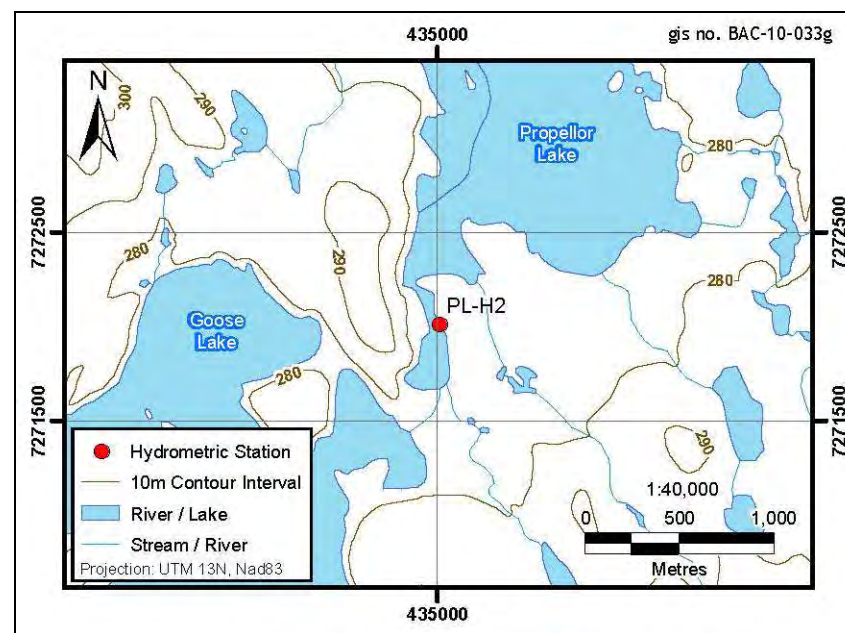 435000
gis no. BAC-10-033g
N
300
290
Propellor
Lake
280
7272500
7272500
280
290
280
PL-H2
Goose
Lake
280
7271500
7271500
290
Hydrometric Station
10m Contour Interval
River / Lake
Stream / River
Projection: UTM 13N, Nad83
1:40,000
0 500 1,000
Metres
435000